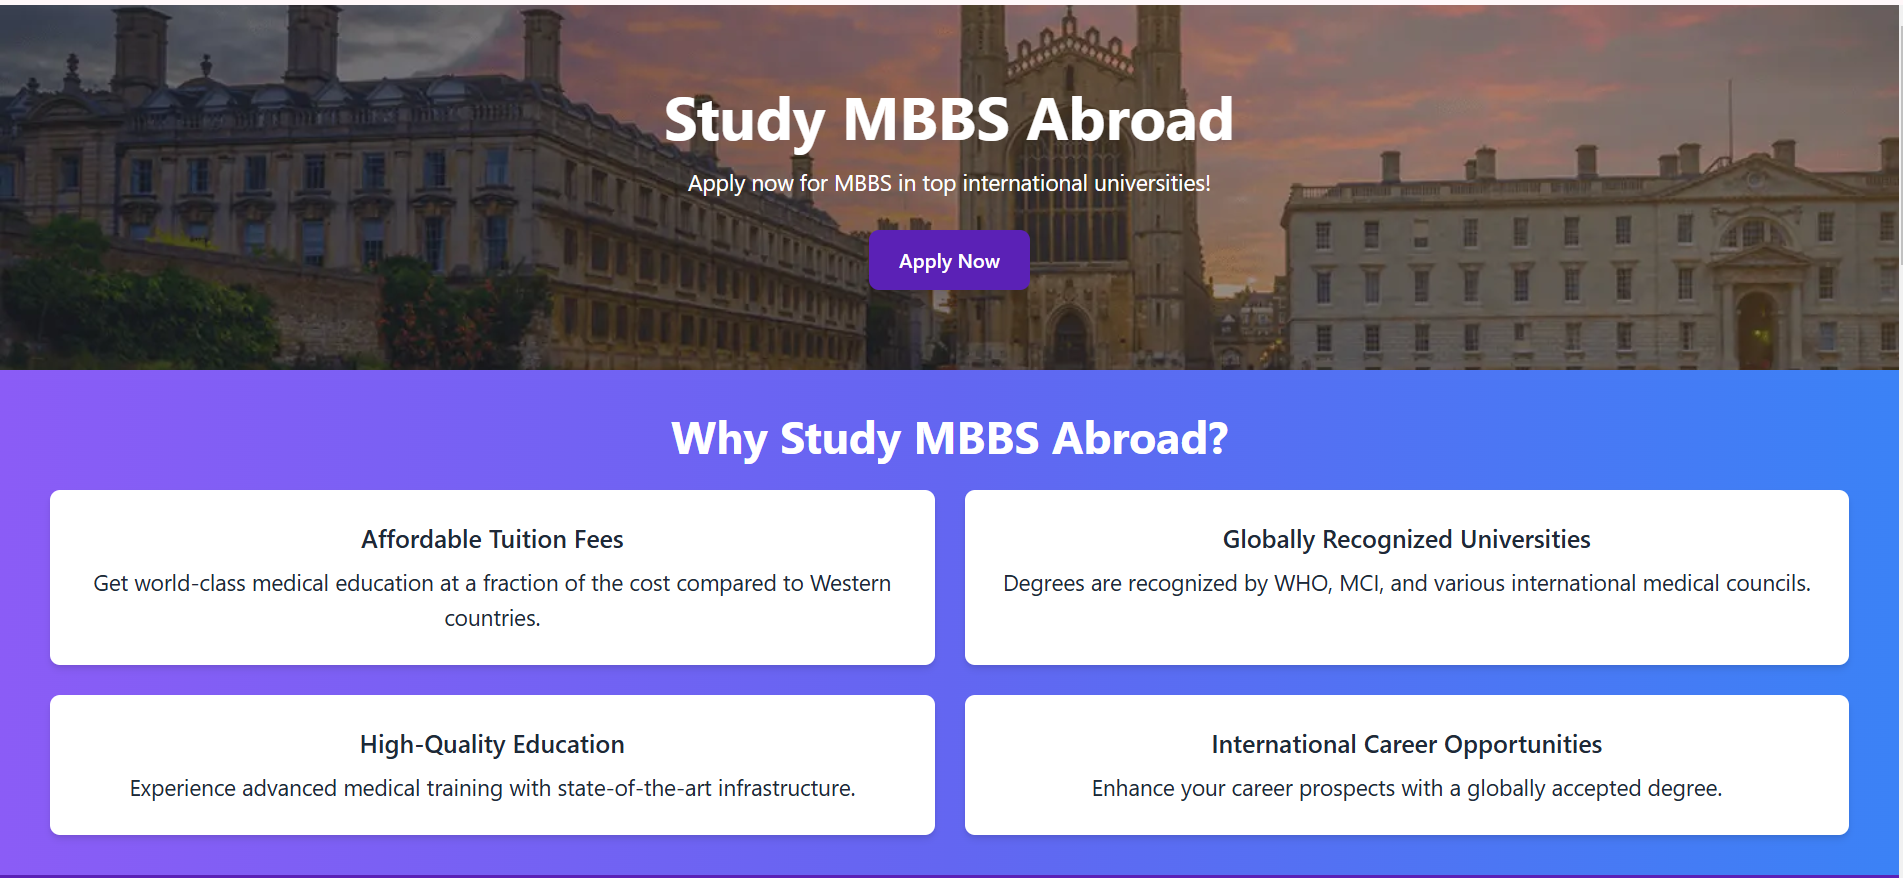 Study MBBS Abroad
Apply now for MBBS in top international universities!
Apply Now
Why Study MBBS Abroad?
Affordable Tuition Fees
Get world-class medical education at a fraction of the cost compared to Western
countries.
Globally Recognized Universities
Degrees are recognized by WHO, MCI, and various international medical councils.
High-Quality Education
Experience advanced medical training with state-of-the-art infrastructure.
International Career Opportunities
Enhance your career prospects with a globally accepted degree.